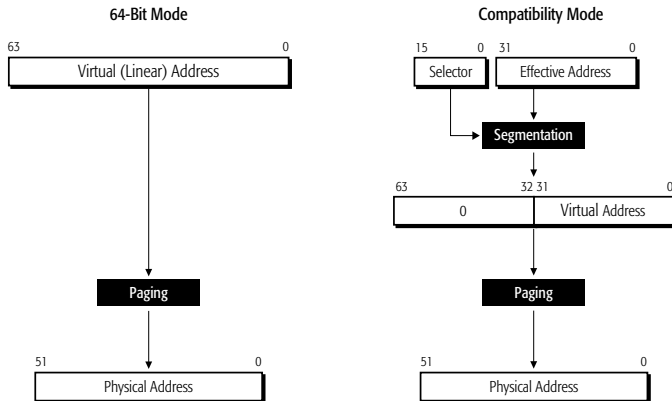 64-Bit Mode
63 0
Virtual (Linear) Address
Paging
51 0
Physical Address
Compatibility Mode
15 0 31 0
Selector Effective Address
Segmentation
63 32 31 0
0 Virtual Address
Paging
51 0
Physical Address